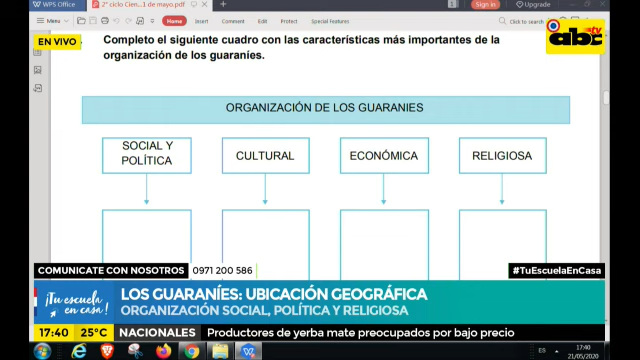 WPS Office
2° ciclo Cien...1 de mayo.pdf
Sign in
Upgrade
Menu
Home
Insert
Comment
Edit
Page
Protect
Special Features
Click to search
EN VIVO
abc tv
Completo el siguiente cuadro con las características más importantes de la
organización de los guaraníes.
ORGANIZACIÓN DE LOS GUARANIES
SOCIAL Y
POLÍTICA
CULTURAL
ECONÓMICA
RELIGIOSA
COMUNICATE CON NOSOTROS 0971 200 586
#TuEscuelaEnCasa
¡Tu escuela
en casa!
LOS GUARANÍES: UBICACIÓN GEOGRÁFICA
ORGANIZACIÓN SOCIAL, POLÍTICA Y RELIGIOSA
17:40 25°C NACIONALES Productores de yerba mate preocupados por bajo precio
ES
17:40
21/05/2020